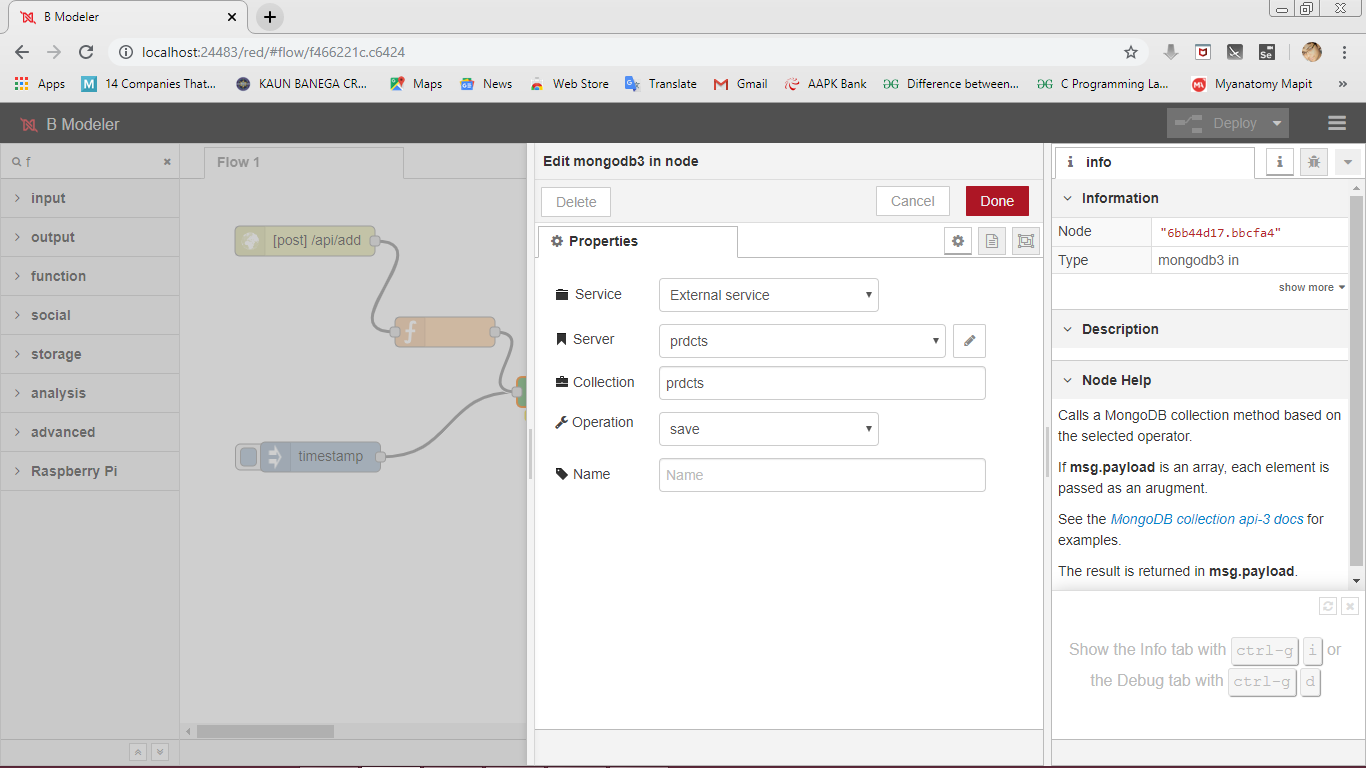 B Modeler
localhost:24483/red/#flow/f466221c.c6424
Apps M 14 Companies That... KAUN BANEGA CR... Maps News Web Store Translate Gmail AAPK Bank Difference between... C Programming La... Myanatomy Mapit »
B Modeler Deploy
f
input
output
function
social
storage
analysis
advanced
Raspberry Pi
Flow 1
[post] /api/add
f
timestamp
Edit mongodb3 in node
Delete Cancel Done
Properties
Service External service
Server prdcts
Collection prdcts
Operation save
Name Name
i info i
Information
Node "6bb44d17.bbcfa4"
Type mongodb3 in
show more
Description
Node Help
Calls a MongoDB collection method based on
the selected operator.
If msg.payload is an array, each element is
passed as an arugment.
See the MongoDB collection api-3 docs for
examples.
The result is returned in msg.payload.
Show the Info tab with ctrl-g i or
the Debug tab with ctrl-g d